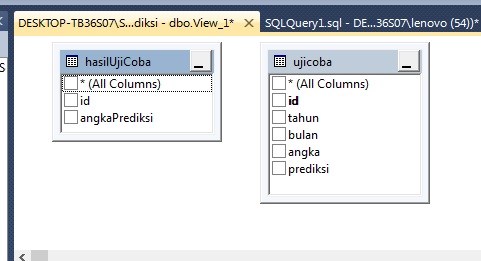 DESKTOP-TB36S07\S...diksi - dbo.View_1* SQLQuery1.sql - DE...36S07\lenovo (54))*
hasilUjiCoba
* (All Columns)
id
angkaPrediksi
ujicoba
* (All Columns)
id
tahun
bulan
angka
prediksi
S